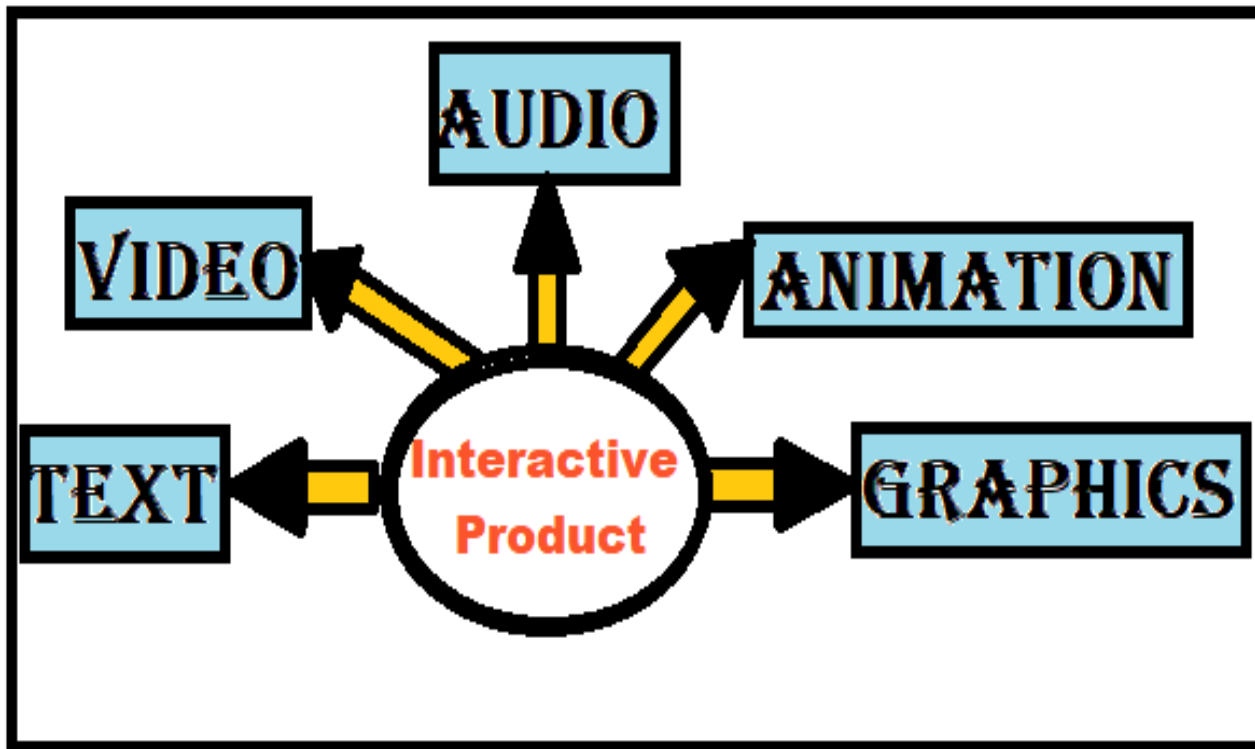 AUDIO
VIDEO
ANIMATION
TEXT
Interactive
Product
GRAPHICS